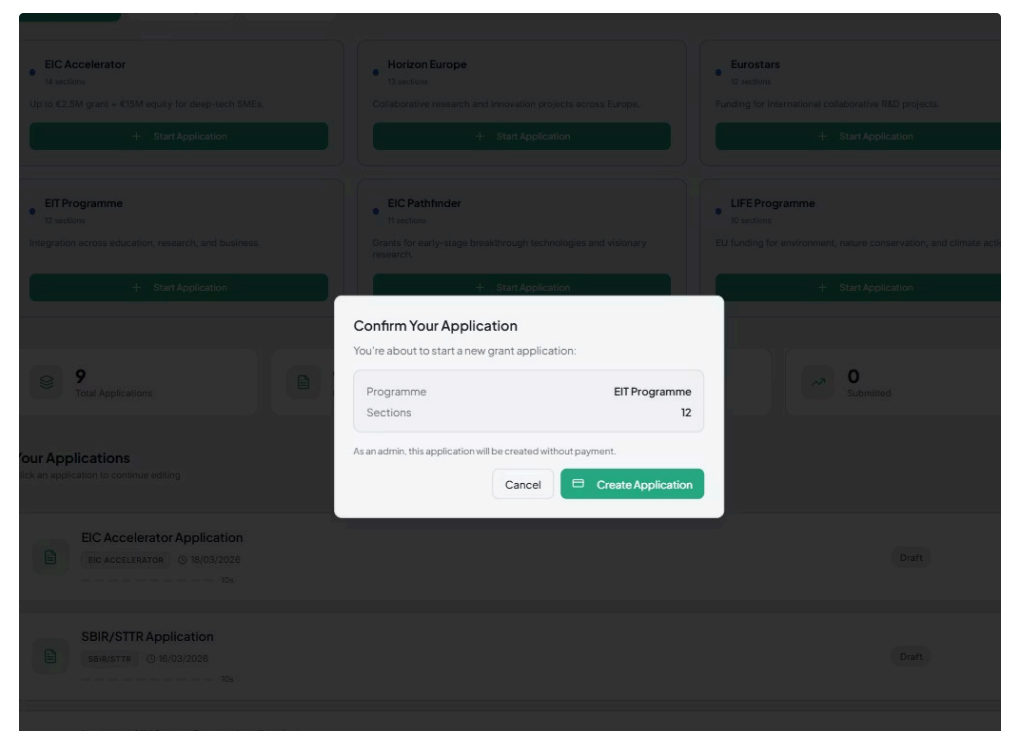 EIC Accelerator
14 sections
Up to €2.5M grant + €15M equity for deep-tech SMEs.
Start Application
Horizon Europe
Collaborative research and innovation projects across Europe.
Start Application
Eurostars
12 sections
Funding for international collaborative R&D projects.
Start Application
EIT Programme
12 sections
Integration across education, research, and business.
Start Application
EIC Pathfinder
11 sections
Grants for early-stage breakthrough technologies and visionary
research.
Start Application
LIFE Programme
10 sections
EU funding for environment, nature conservation, and climate
Start Application
Confirm Your Application
You're about to start a new grant application:
Programme EIT Programme
Sections 12
As an admin, this application will be created without payment.
Cancel Create Application
9
Total Applications
0
Submitted
Your Applications
Click an application to continue editing
EIC Accelerator Application
EIC ACCELERATOR 18/03/2026
Draft
SBIR/STTR Application
SBIR/STTR 16/03/2026
Draft